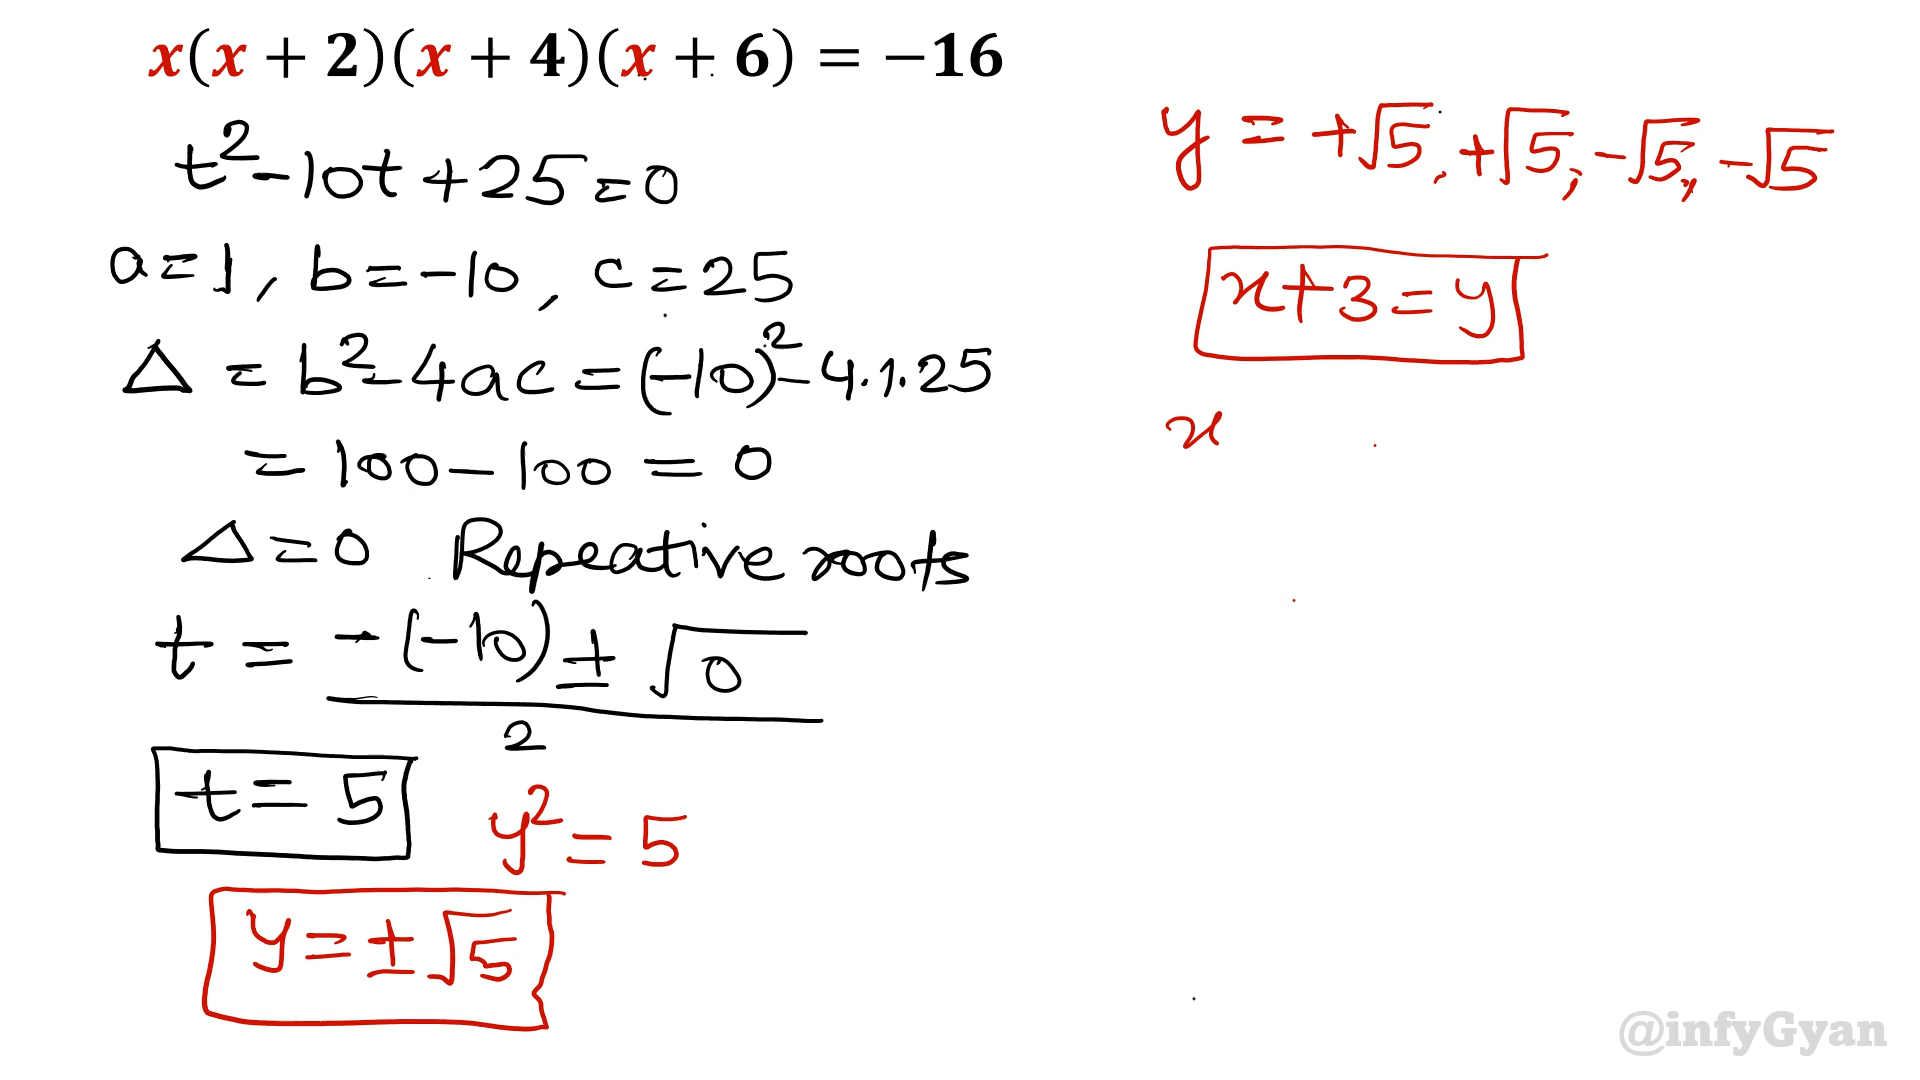 x(x + 2)(x + 4)(x + 6) = −16
t² - 10t + 25 = 0
a = 1, b = -10, c = 25
Δ = b² - 4ac = (-10)² - 4.1.25
= 100 - 100 = 0
Δ = 0 Repeative roots
t = -(-10) ± √0 / 2
t = 5
y² = 5
y = ± √5
y = +√5, +√5, -√5, -√5
x + 3 = y
x
@infyGyan